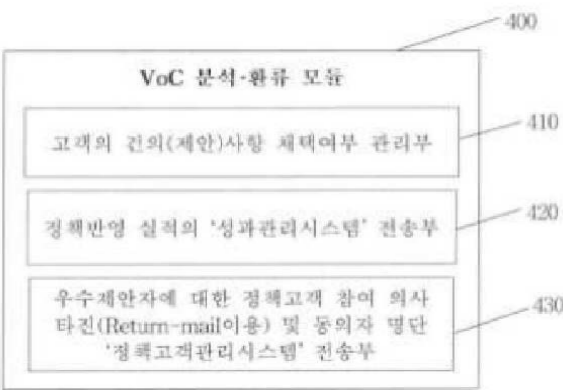 400
VoC 분석-환류 모듈
고객의 건의(제안)사항 채택여부 관리부
410
정책반영 실적의 '성과관리시스템' 전송부
420
우수제안자에 대한 정책고객 참여 의사
타진(Return-mail이용) 및 동의자 명단
'정책고객관리시스템' 전송부
430